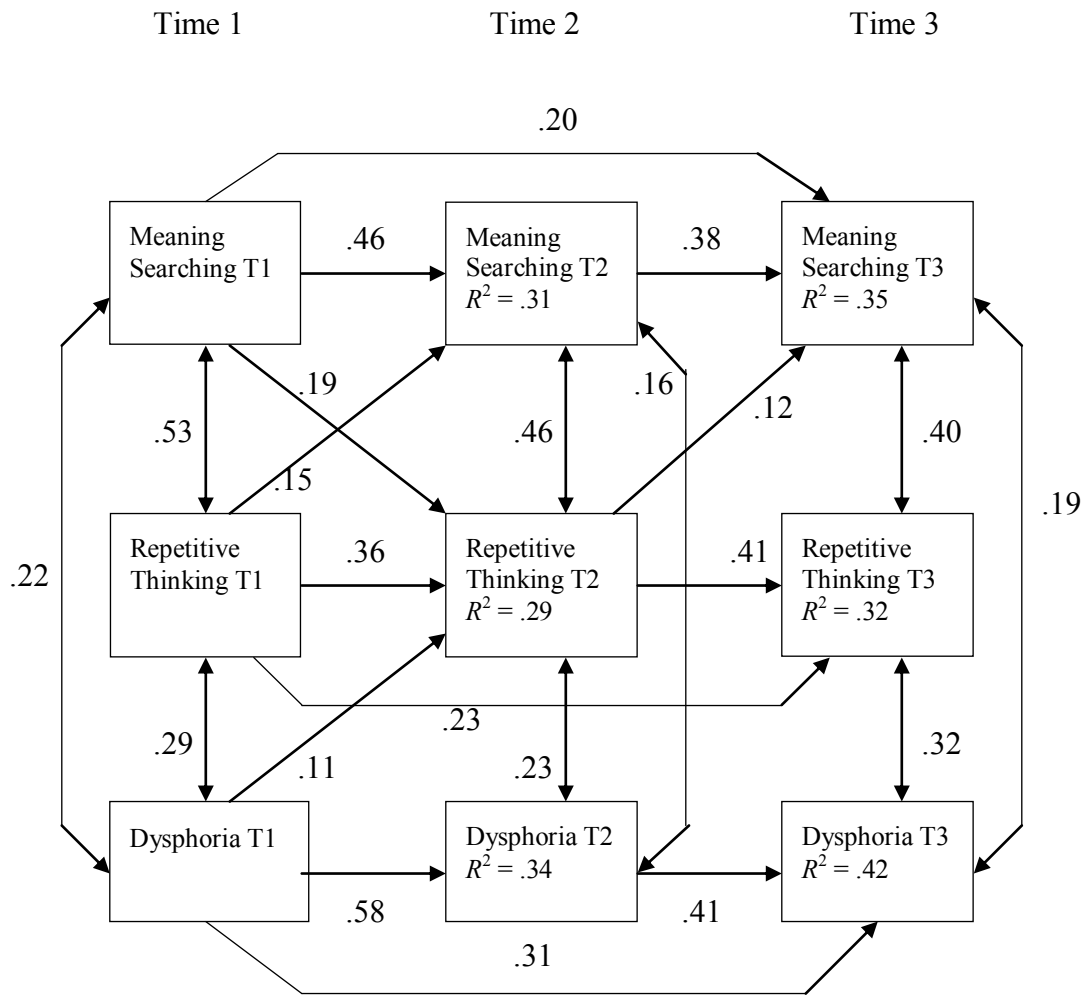 Time 1 Time 2 Time 3
.20
Meaning
Searching T1
.46
Meaning
Searching T2
R² = .31
.38
Meaning
Searching T3
R² = .35
.19
.16
.12
.53
.46
.40
.15
.19
Repetitive
Thinking T1
.36
Repetitive
Thinking T2
R² = .29
.41
Repetitive
Thinking T3
R² = .32
.22
.23
.29
.11
.23
.32
Dysphoria T1
Dysphoria T2
R² = .34
Dysphoria T3
R² = .42
.58
.41
.31